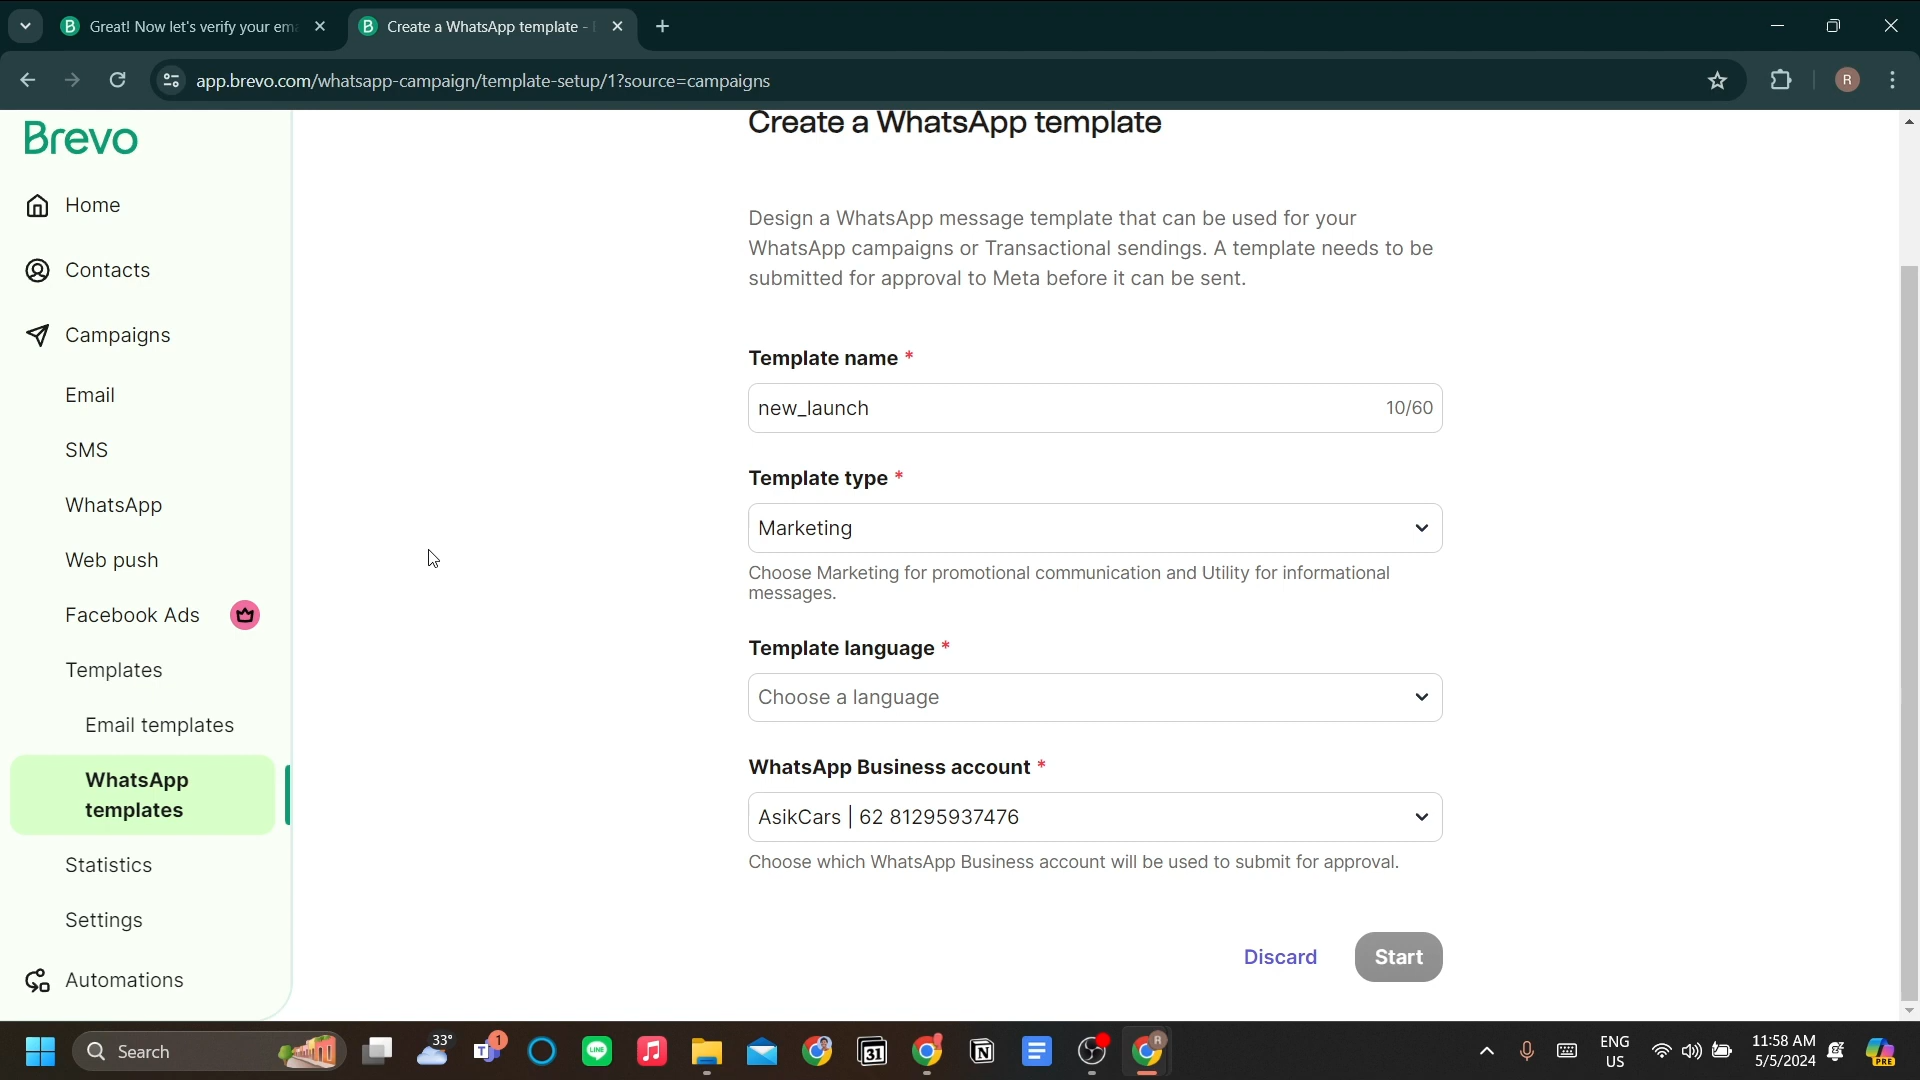 Great! Now let's verify your em
Create a WhatsApp template -
app.brevo.com/whatsapp-campaign/template-setup/1?source=campaigns
R
Brevo
Home
Contacts
Campaigns
Email
SMS
WhatsApp
Web push
Facebook Ads
Templates
Email templates
WhatsApp
templates
Statistics
Settings
Automations
Create a WhatsApp template
Design a WhatsApp message template that can be used for your
WhatsApp campaigns or Transactional sendings. A template needs to be
submitted for approval to Meta before it can be sent.
Template name *
new_launch 10/60
Template type *
Marketing
Choose Marketing for promotional communication and Utility for informational
messages.
Template language *
Choose a language
WhatsApp Business account *
AsikCars | 62 81295937476
Choose which WhatsApp Business account will be used to submit for approval.
Discard Start
Search
33°
1
LINE
31
R
ENG
US
11:58 AM
5/5/2024
PRE